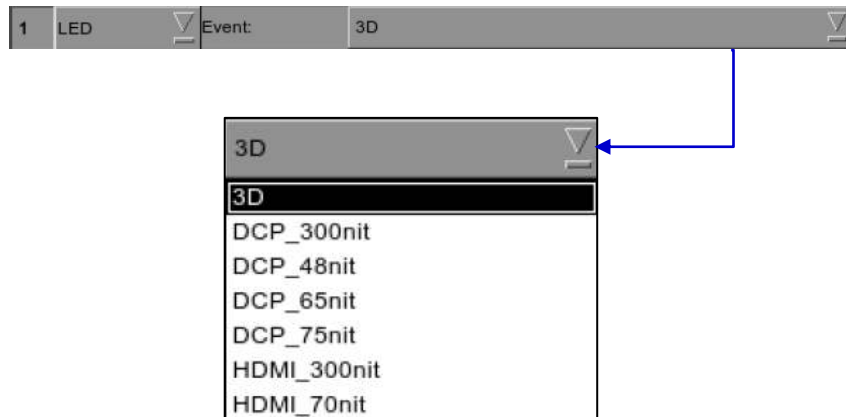 1 LED Event: 3D
3D
3D
DCP_300nit
DCP_48nit
DCP_65nit
DCP_75nit
HDMI_300nit
HDMI_70nit